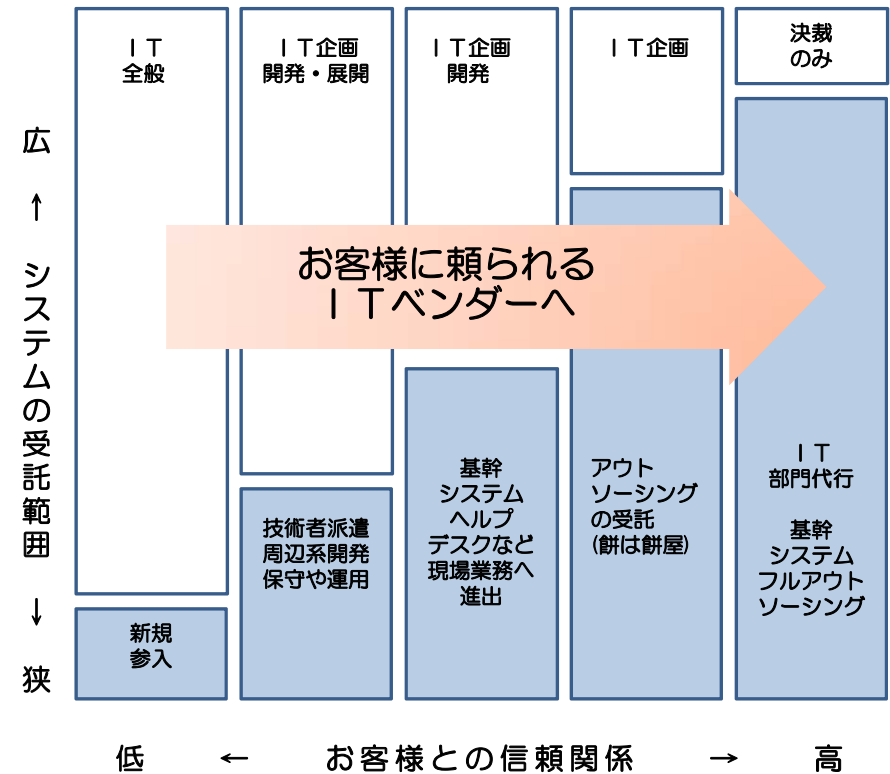 ＩＴ
全般
ＩＴ企画
開発・展開
ＩＴ企画
開発
ＩＴ企画
決裁
のみ
広 ↑ システムの受託範囲 ↓ 狭
お客様に頼られる
ＩＴベンダーへ
新規
参入
技術者派遣
周辺系開発
保守や運用
基幹
システム
ヘルプ
デスクなど
現場業務へ
進出
アウト
ソーシング
の受託
(餅は餅屋)
ＩＴ
部門代行
基幹
システム
フルアウト
ソーシング
低 ← お客様との信頼関係 → 高